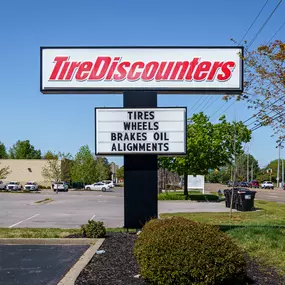 TireDiscounters
TIRES
WHEELS
BRAKES OIL
ALIGNMENTS